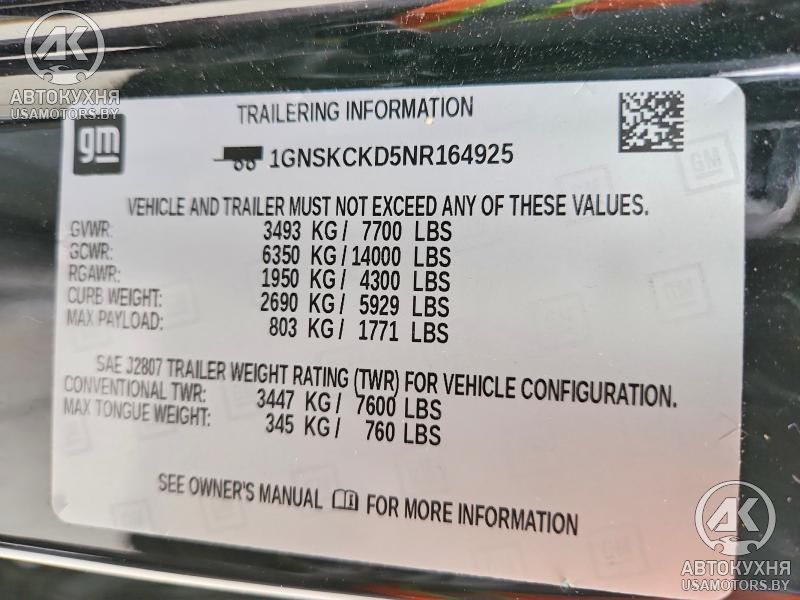 АК
АВТОКУХНЯ
USAMOTORS.BY
TRAILERING INFORMATION
gm
1GNSKCKD5NR164925
VEHICLE AND TRAILER MUST NOT EXCEED ANY OF THESE VALUES.
GVWR: 3493 KG/ 7700 LBS
GCWR: 6350 KG/14000 LBS
RGAWR: 1950 KG/ 4300 LBS
CURB WEIGHT: 2690 KG/ 5929 LBS
MAX PAYLOAD: 803 KG/ 1771 LBS
SAE J2807 TRAILER WEIGHT RATING (TWR) FOR VEHICLE CONFIGURATION.
CONVENTIONAL TWR: 3447 KG/ 7600 LBS
MAX TONGUE WEIGHT: 345 KG/ 760 LBS
SEE OWNER'S MANUAL FOR MORE INFORMATION
АК
АВТОКУХНЯ
USAMOTORS.BY